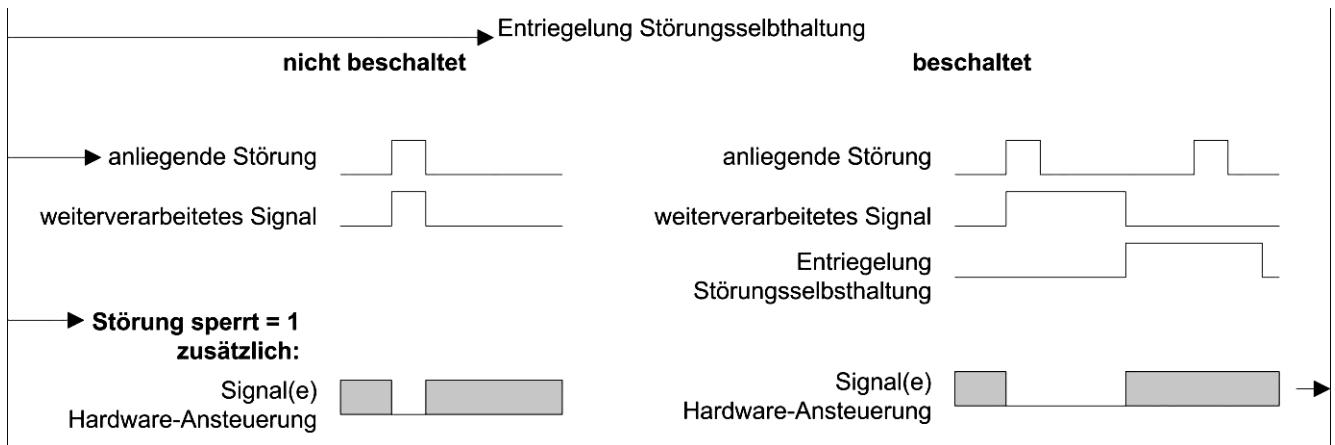 Entriegelung Störungsselbthaltung
nicht beschaltet
beschaltet
anliegende Störung
anliegende Störung
weiterverarbeitetes Signal
weiterverarbeitetes Signal
Entriegelung
Störungsselbsthaltung
Störung sperrt = 1
zusätzlich:
Signal(e)
Hardware-Ansteuerung
Signal(e)
Hardware-Ansteuerung